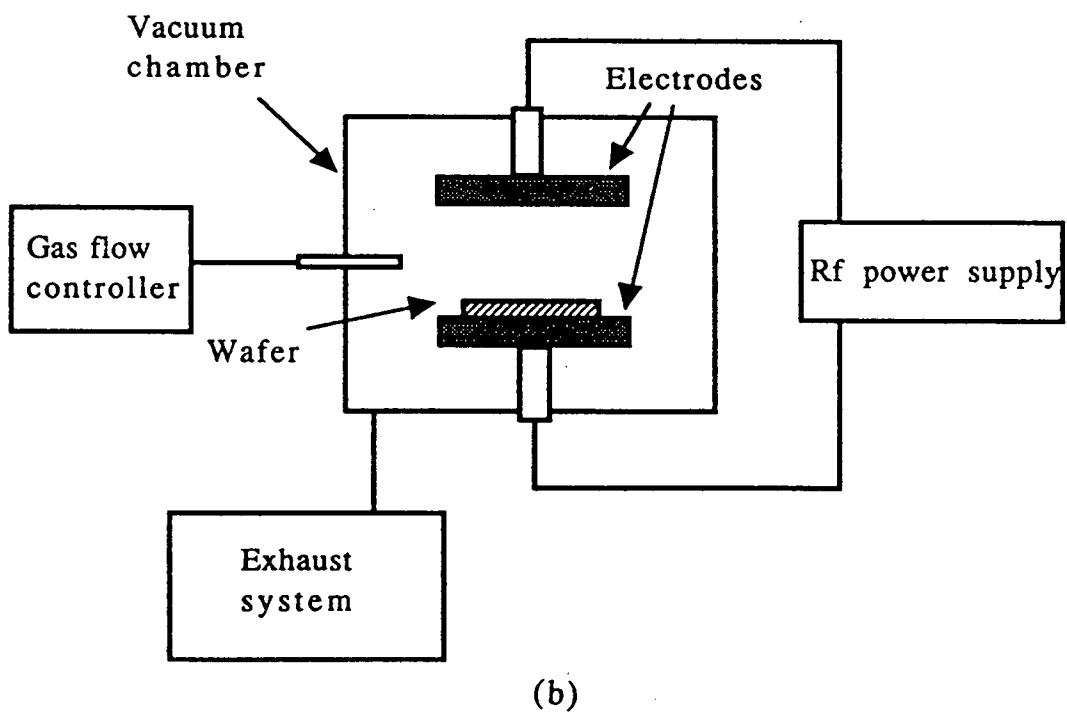 Vacuum
chamber
Electrodes
Gas flow
controller
Rf power supply
Wafer
Exhaust
system
(b)